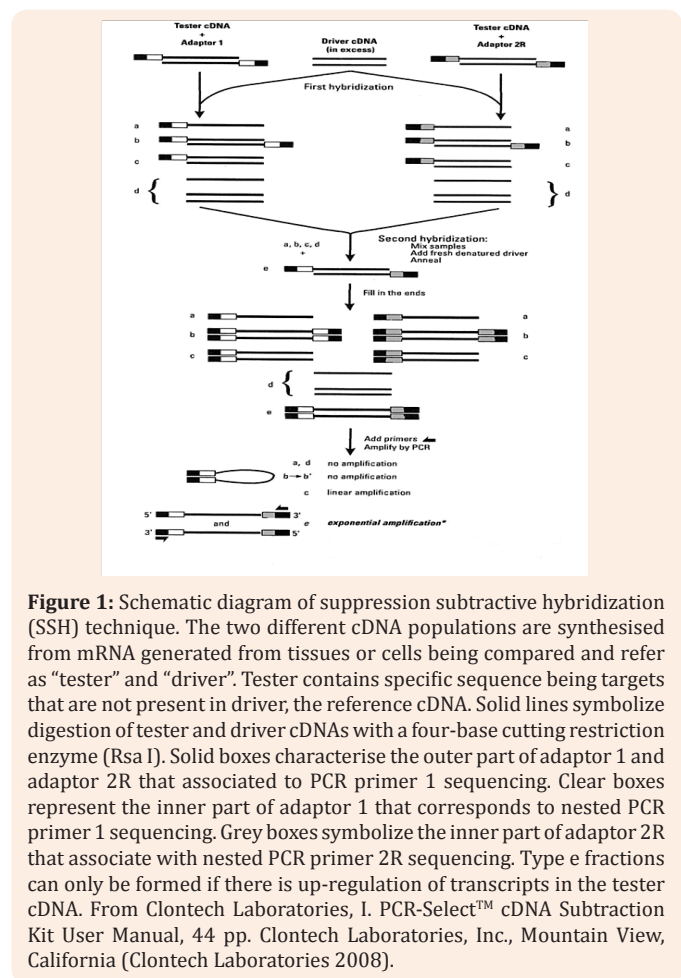 Tester cDNA
+
Adaptor 1
Driver cDNA
(in excess)
Tester cDNA
+
Adaptor 2R
First hybridization
a
b
c
d {
a
b
c
} d
Second hybridization:
Mix samples
Add fresh denatured driver
Anneal
a, b, c, d
+
e
Fill in the ends
a
b
c
a
b
c
d {
e
Add primers
Amplify by PCR
a, d no amplification
b→b' no amplification
c linear amplification
5' 3'
and
3' 5'
e exponential amplification*
Figure 1: Schematic diagram of suppression subtractive hybridization
(SSH) technique. The two different cDNA populations are synthesised
from mRNA generated from tissues or cells being compared and refer
as “tester” and “driver”. Tester contains specific sequence being targets
that are not present in driver, the reference cDNA. Solid lines symbolize
digestion of tester and driver cDNAs with a four-base cutting restriction
enzyme (Rsa I). Solid boxes characterise the outer part of adaptor 1 and
adaptor 2R that associated to PCR primer 1 sequencing. Clear boxes
represent the inner part of adaptor 1 that corresponds to nested PCR
primer 1 sequencing. Grey boxes symbolize the inner part of adaptor 2R
that associate with nested PCR primer 2R sequencing. Type e fractions
can only be formed if there is up-regulation of transcripts in the tester
cDNA. From Clontech Laboratories, I. PCR-Select™ cDNA Subtraction
Kit User Manual, 44 pp. Clontech Laboratories, Inc., Mountain View,
California (Clontech Laboratories 2008).